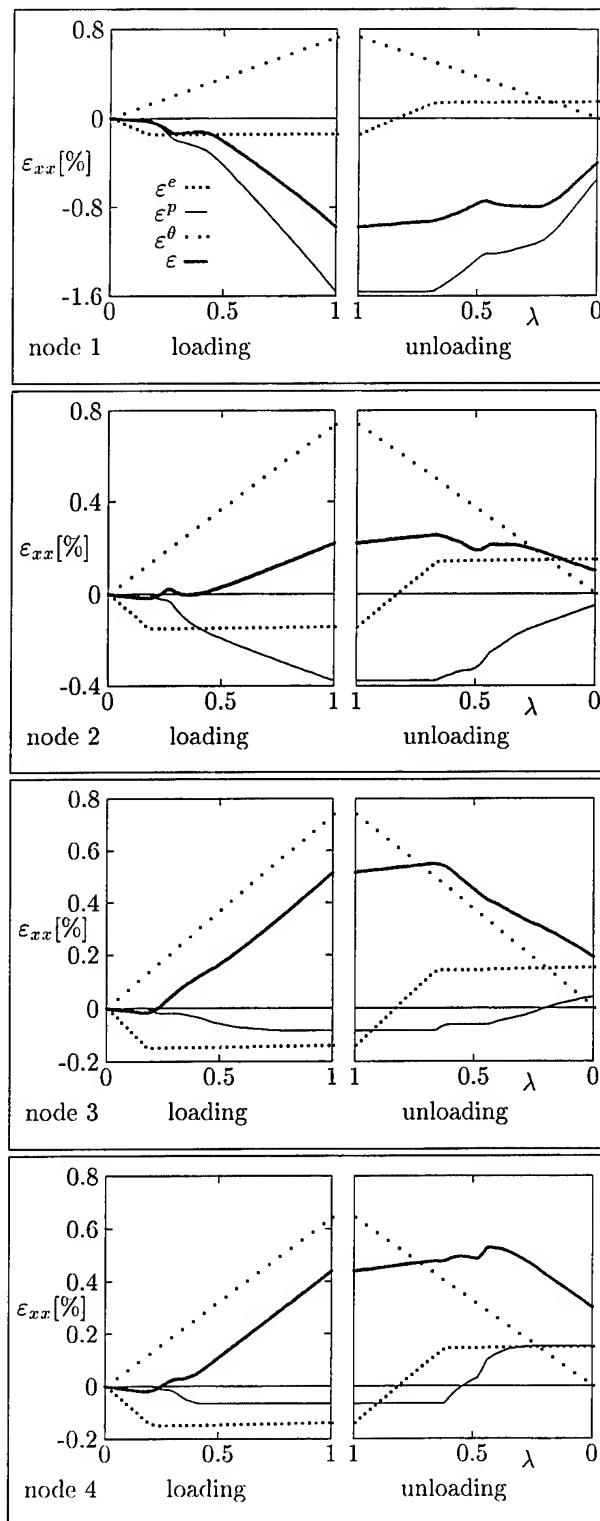 0.8
0
ε_xx[%]
ε^e
ε^p
-0.8
ε^θ
ε
-1.6
0 0.5 1 1 0.5 λ 0
node 1 loading unloading
0.8
0.4
ε_xx[%]
0
-0.4
0 0.5 1 1 0.5 λ 0
node 2 loading unloading
0.8
0.6
0.4
ε_xx[%]
0.2
0
-0.2
0 0.5 1 1 0.5 λ 0
node 3 loading unloading
0.8
0.6
0.4
ε_xx[%]
0.2
0
-0.2
0 0.5 1 1 0.5 λ 0
node 4 loading unloading